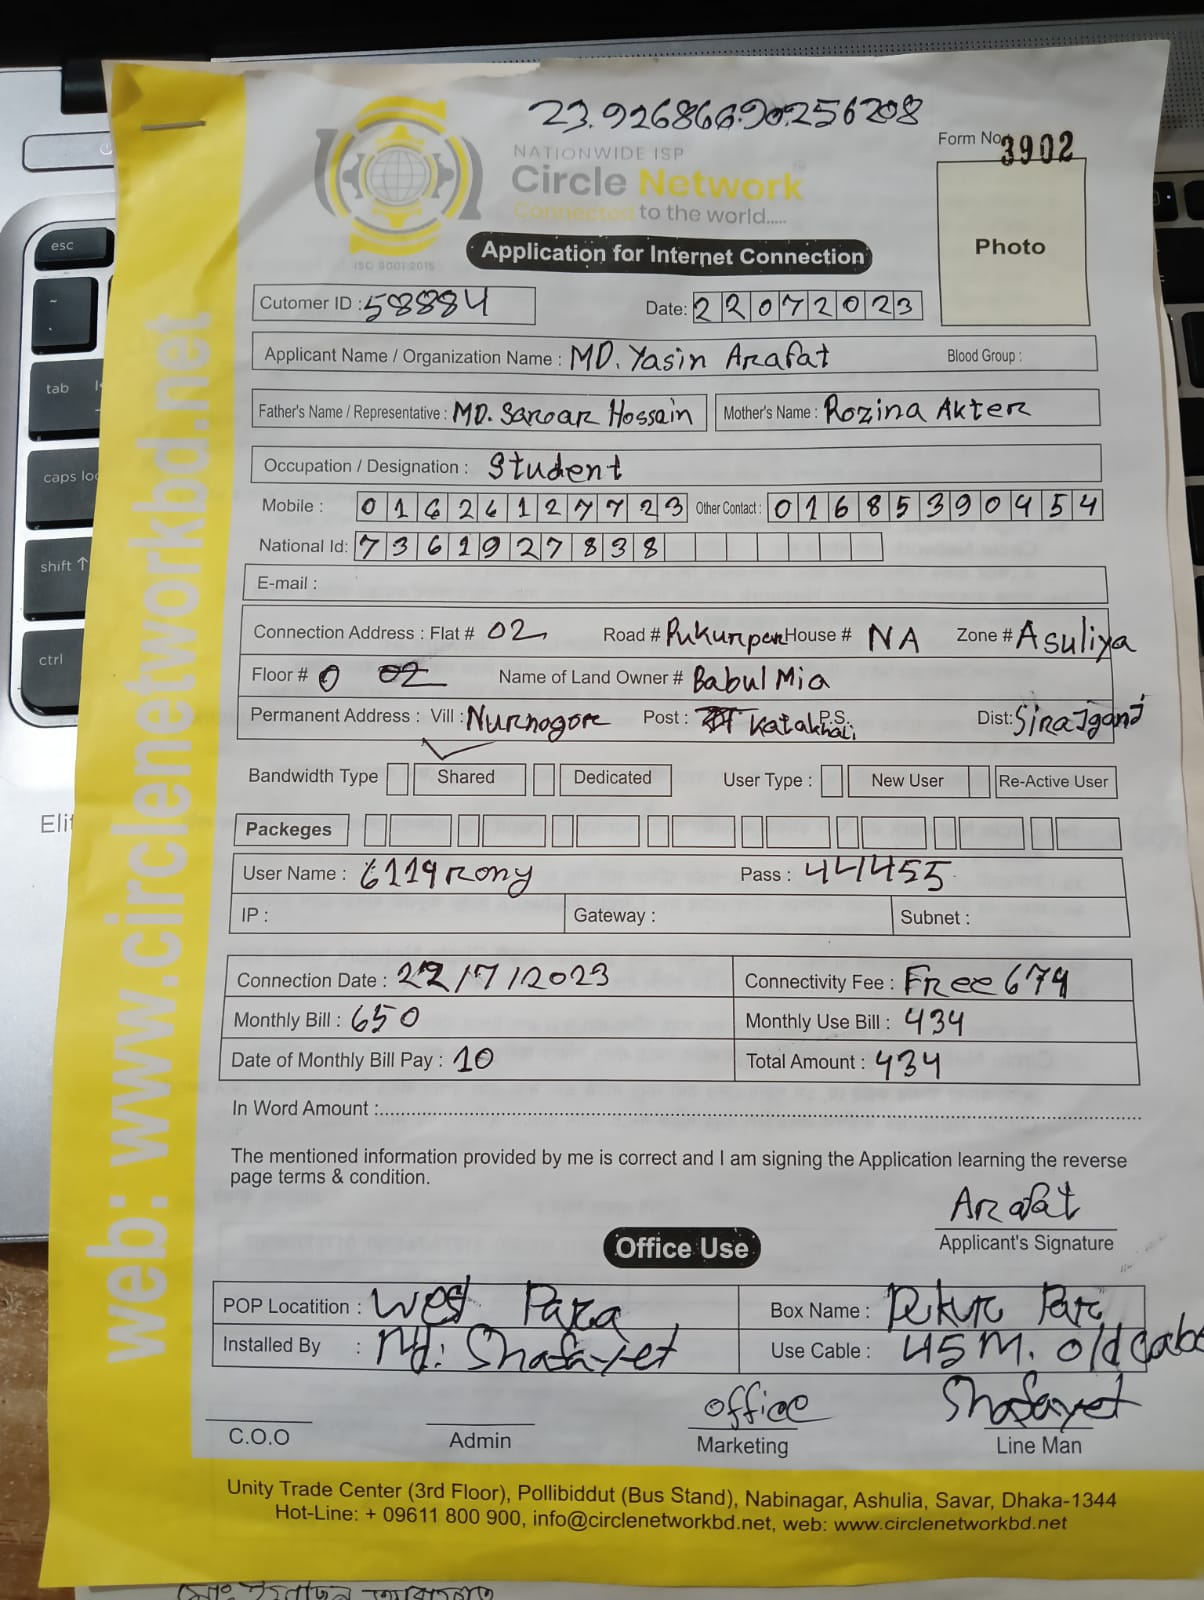 23.926866.90.256208
Form No 3902
NATIONWIDE ISP
Circle Network
Connected to the world.....
ISO 9001:2015
Application for Internet Connection
Photo
Cutomer ID : 58884 Date: 22072023
Applicant Name / Organization Name : MD. Yasin Arafat Blood Group :
Father's Name / Representative : MD. Saroar Hossain Mother's Name : Rozina Akter
Occupation / Designation : Student
Mobile : 01626127723 Other Contact : 01685390454
National Id: 7361927838
E-mail :
Connection Address : Flat # 02 Road # Pukurpar House # NA Zone # Asuliya
Floor # 0 02 Name of Land Owner # Babul Mia
Permanent Address : Vill : Nurnogore Post : Katakhali P.S. Dist: Sirajganj
Bandwidth Type Shared Dedicated User Type : New User Re-Active User
Packeges
User Name : 6119rony Pass : 444455
IP : Gateway : Subnet :
Connection Date : 22/7/2023 Connectivity Fee : Free 679
Monthly Bill : 650 Monthly Use Bill : 434
Date of Monthly Bill Pay : 10 Total Amount : 434
In Word Amount :
The mentioned information provided by me is correct and I am signing the Application learning the reverse
page terms & condition.
Arafat
Applicant's Signature
Office Use
POP Locatition : West Para Box Name : Pukur Par
Installed By : Md: Shafayet Use Cable : 45 M. old cable
office Shafayet
C.O.O Admin Marketing Line Man
Unity Trade Center (3rd Floor), Pollibiddut (Bus Stand), Nabinagar, Ashulia, Savar, Dhaka-1344
Hot-Line: + 09611 800 900, info@circlenetworkbd.net, web: www.circlenetworkbd.net
web: www.circlenetworkbd.net
esc
tab
caps loc
shift
ctrl
Elit